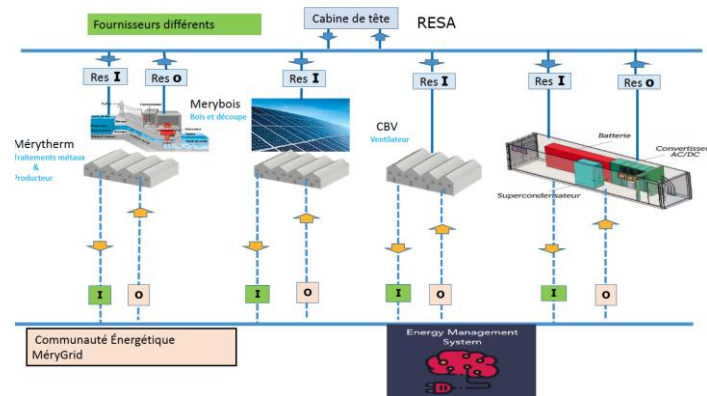 Fournisseurs différents
Cabine de tête
RESA
Res I
Res O
Res I
Res I
Res I
Res O
Merybois
Bois et découpe
Mérytherm
Traitements métaux
&
Producteur
CBV
Ventilateur
Batterie
Convertisseur
AC/DC
Supercondensateur
I
O
I
O
I
O
I
O
Communauté Énergétique
MéryGrid
Energy Management
System